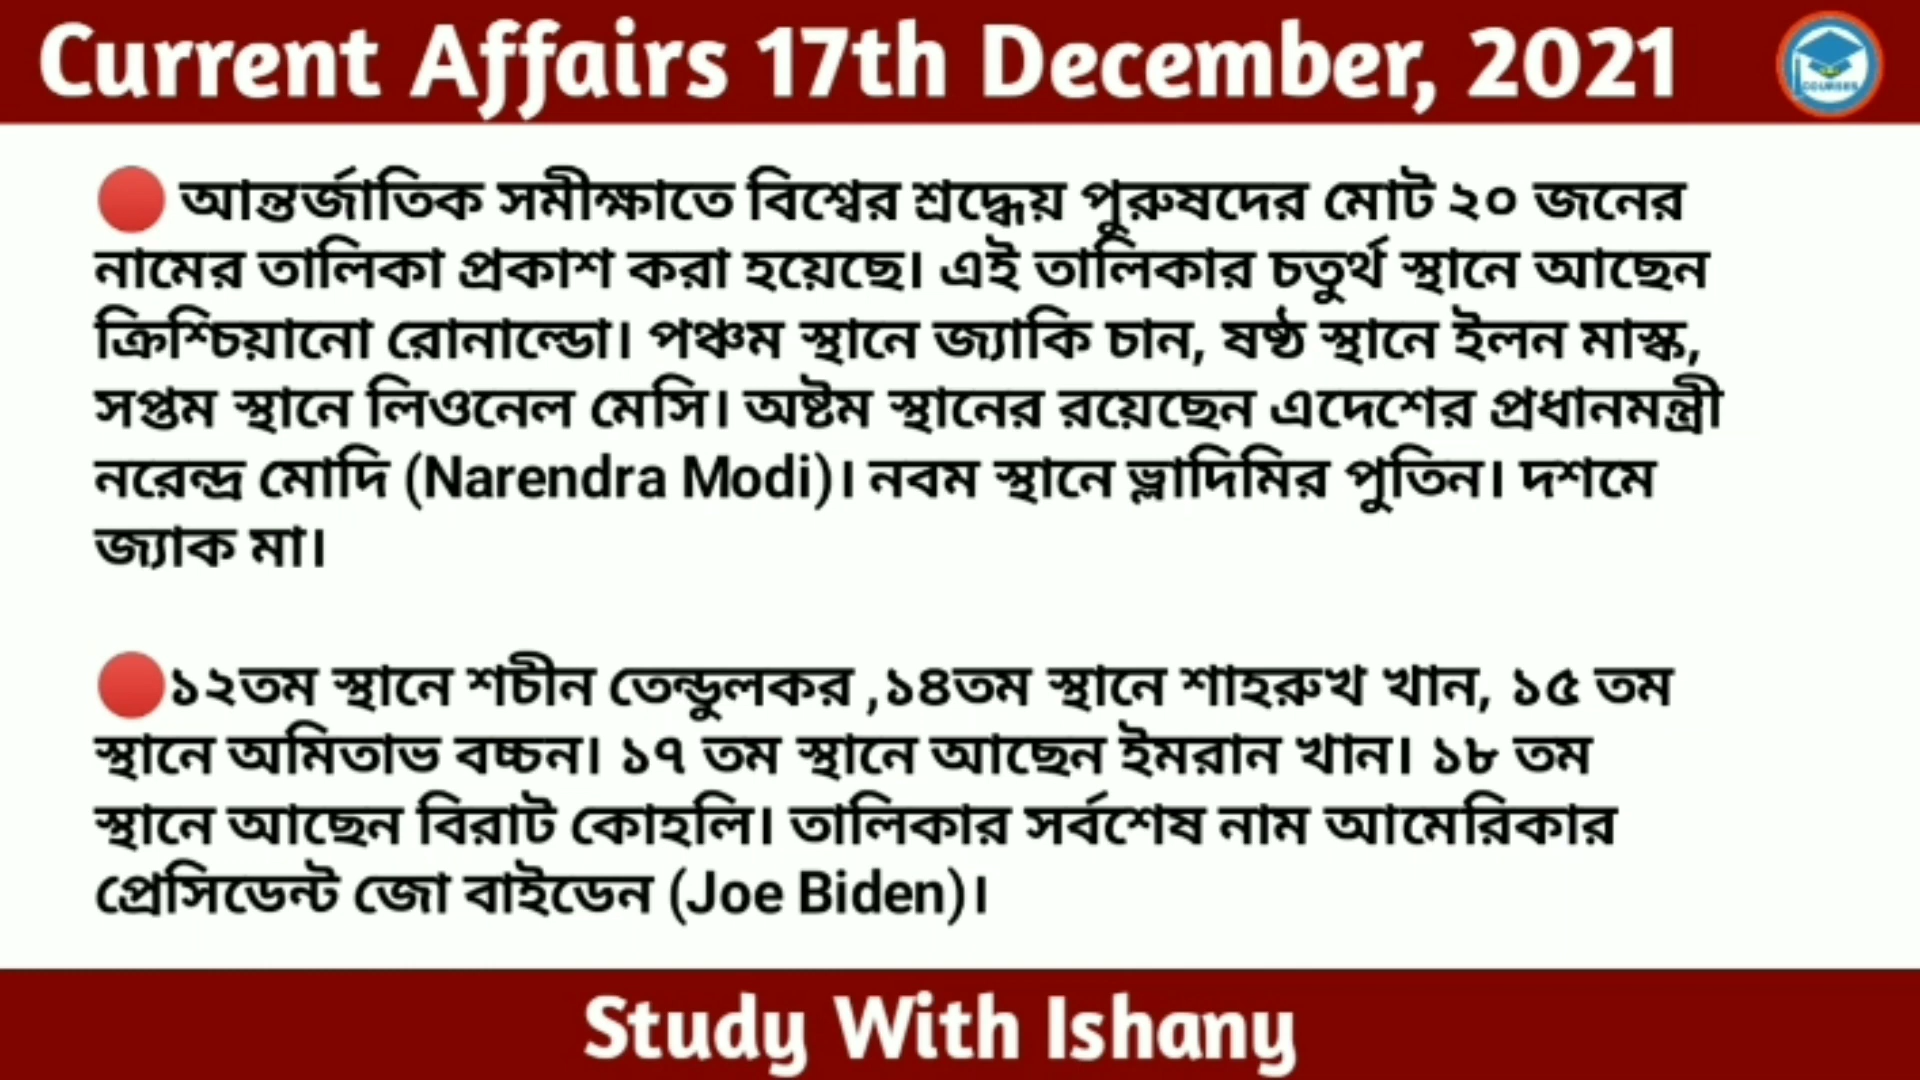 Current Affairs 17th December, 2021
COURSES
🔴 আন্তর্জাতিক সমীক্ষাতে বিশ্বের শ্রদ্ধেয় পুরুষদের মোট ২০ জনের
নামের তালিকা প্রকাশ করা হয়েছে। এই তালিকার চতুর্থ স্থানে আছেন
ক্রিশ্চিয়ানো রোনাল্ডো। পঞ্চম স্থানে জ্যাকি চান, ষষ্ঠ স্থানে ইলন মাস্ক,
সপ্তম স্থানে লিওনেল মেসি। অষ্টম স্থানের রয়েছেন এদেশের প্রধানমন্ত্রী
নরেন্দ্র মোদি (Narendra Modi)। নবম স্থানে ভ্লাদিমির পুতিন। দশমে
জ্যাক মা।
🔴১২তম স্থানে শচীন তেন্ডুলকর ,১৪তম স্থানে শাহরুখ খান, ১৫ তম
স্থানে অমিতাভ বচ্চন। ১৭ তম স্থানে আছেন ইমরান খান। ১৮ তম
স্থানে আছেন বিরাট কোহলি। তালিকার সর্বশেষ নাম আমেরিকার
প্রেসিডেন্ট জো বাইডেন (Joe Biden)।
Study With Ishany